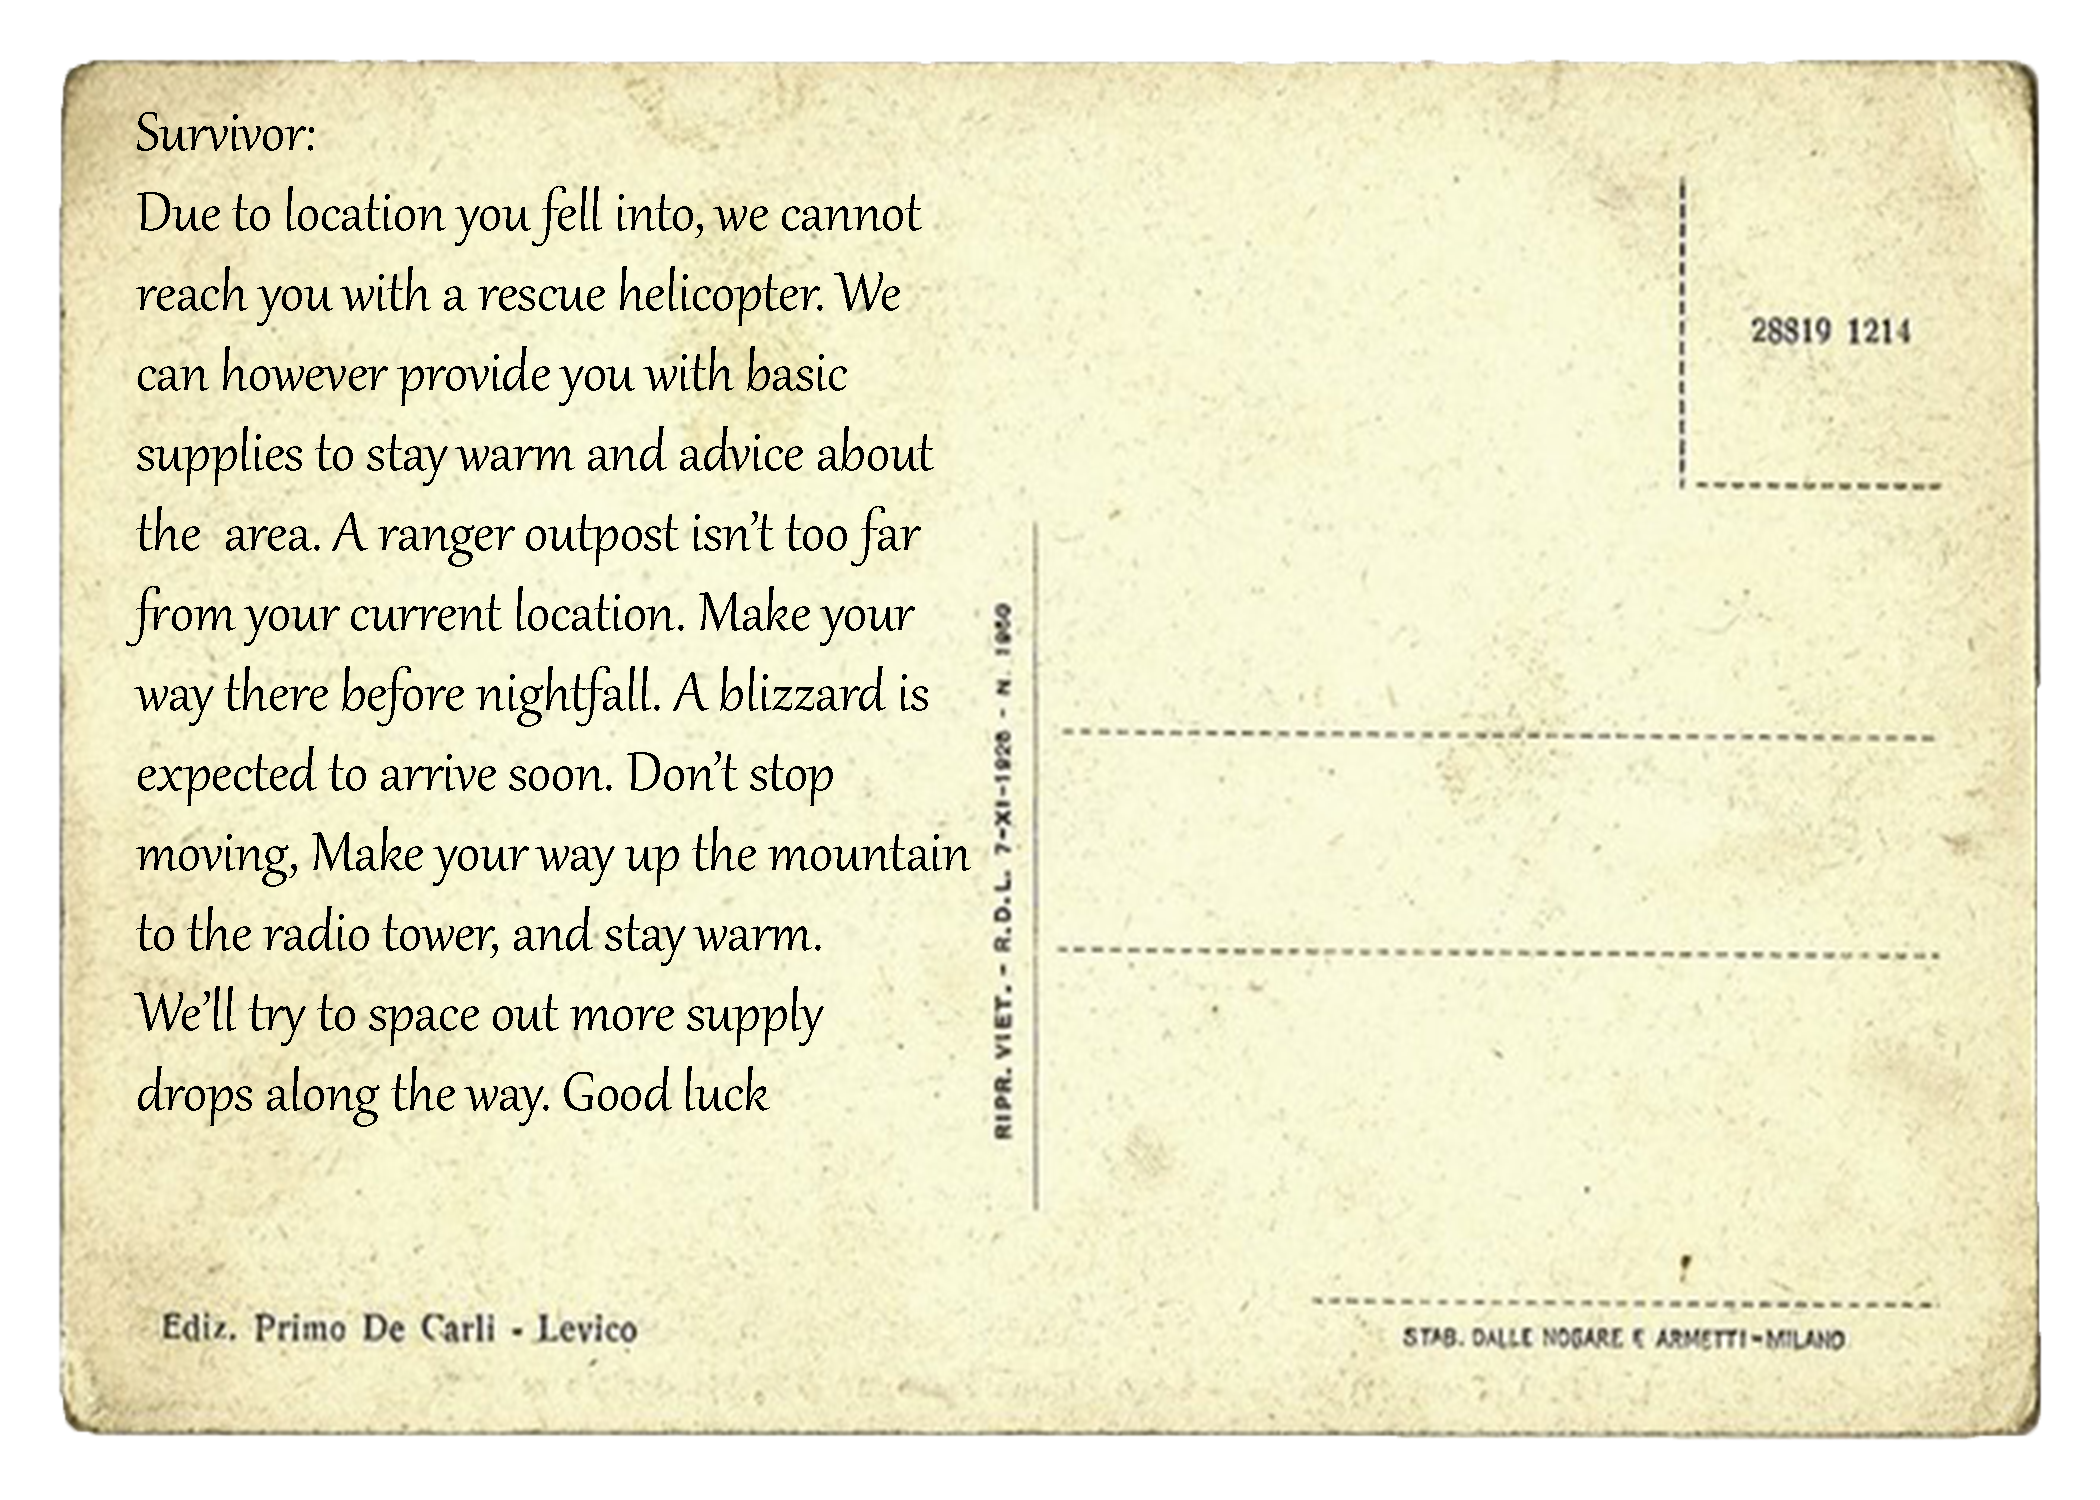 Survivor:
Due to location you fell into, we cannot
reach you with a rescue helicopter. We
can however provide you with basic
supplies to stay warm and advice about
the  area. A ranger outpost isn't too far
from your current location. Make your
way there before nightfall. A blizzard is
expected to arrive soon. Don't stop
moving, Make your way up the mountain
to the radio tower, and stay warm.
We'll try to space out more supply
drops along the way. Good luck
Ediz. Primo De Carli - Levico
RIPR. VIET. - R.D.L. 7-XI-1926 - N. 1960
28819 1214
STAB. DALLE NOGARE E ARMETTI-MILANO